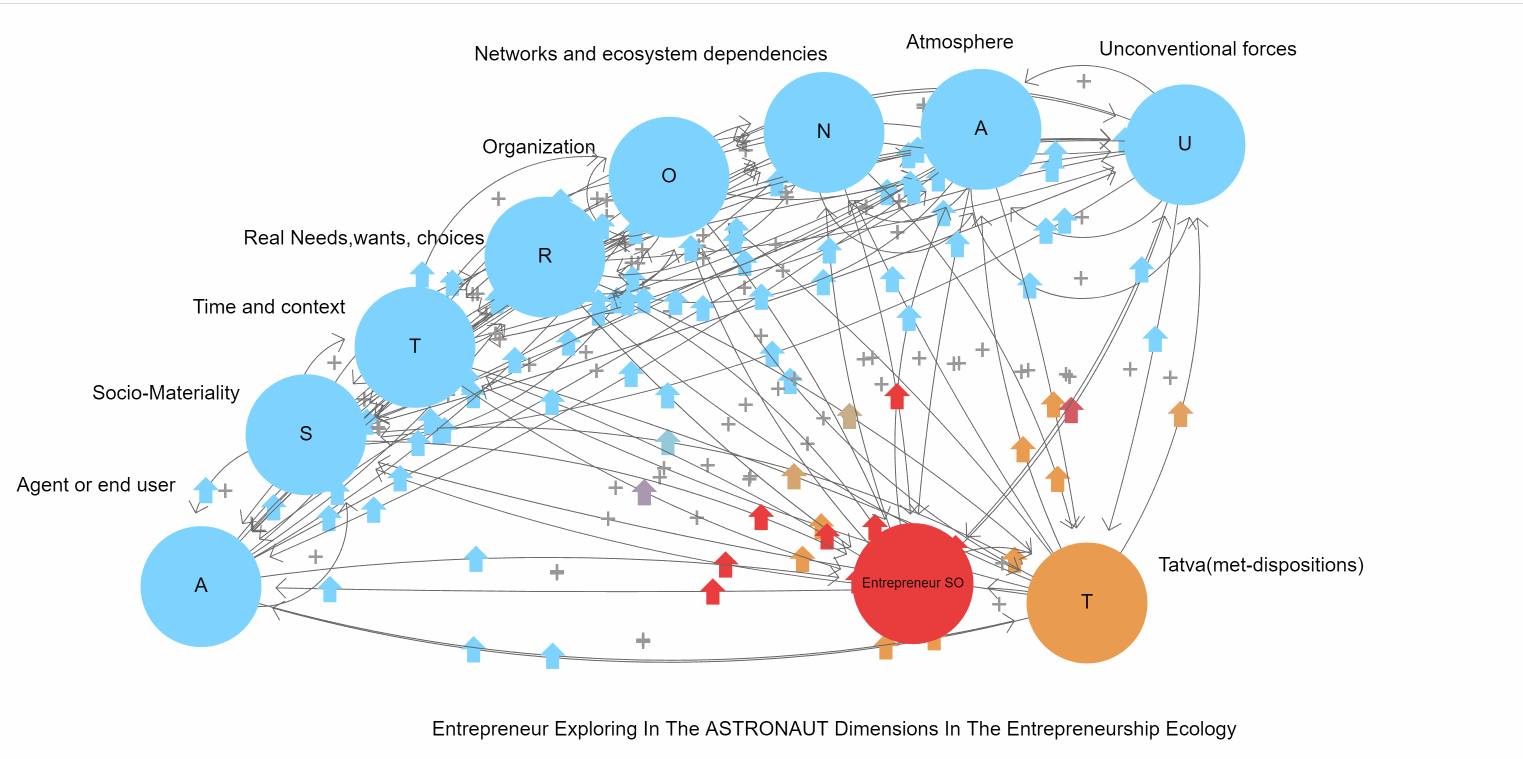 Networks and ecosystem dependencies
Atmosphere
Unconventional forces
N
A
U
Organization
O
Real Needs,wants, choices
R
Time and context
T
Socio-Materiality
S
Agent or end user
A
Entrepreneur SO
T
Tatva(met-dispositions)
Entrepreneur Exploring In The ASTRONAUT Dimensions In The Entrepreneurship Ecology